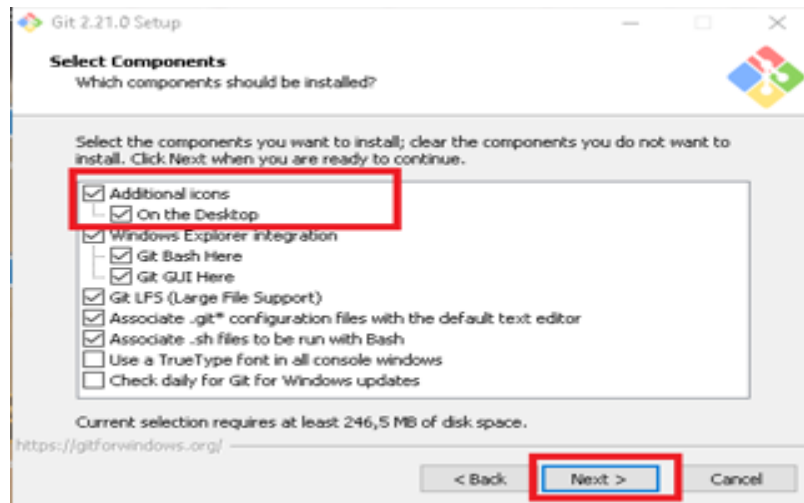 Git 2.21.0 Setup
Select Components
Which components should be installed?
Select the components you want to install; clear the components you do not want to
install. Click Next when you are ready to continue.
Additional icons
On the Desktop
Windows Explorer integration
Git Bash Here
Git GUI Here
Git LFS (Large File Support)
Associate .git* configuration files with the default text editor
Associate .sh files to be run with Bash
Use a TrueType font in all console windows
Check daily for Git for Windows updates
Current selection requires at least 246,5 MB of disk space.
https://gitforwindows.org/
< Back
Next >
Cancel